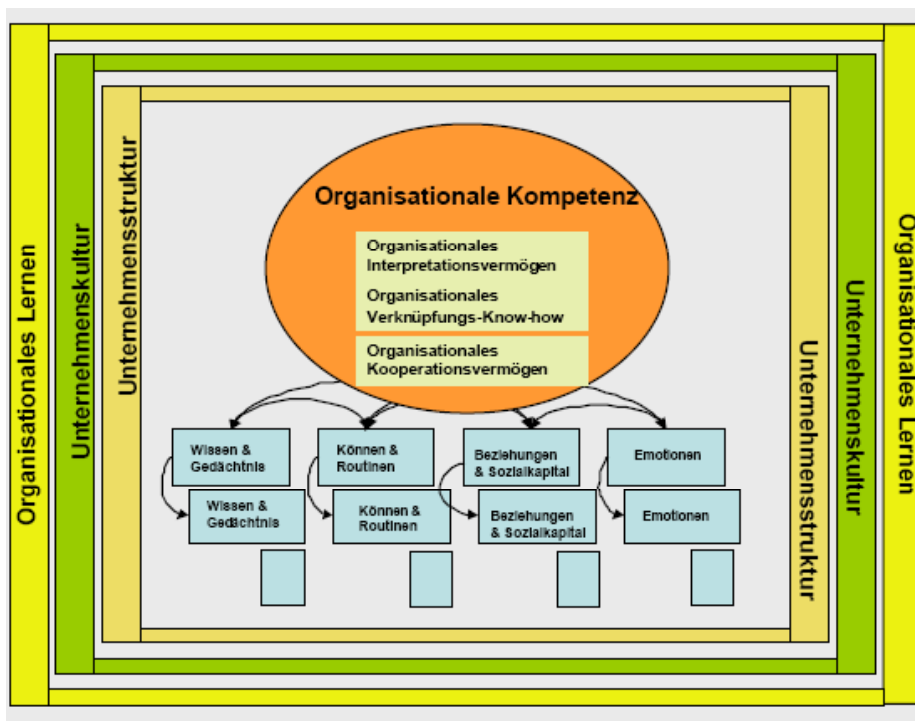 Organisationales Lernen
Unternehmenskultur
Unternehmensstruktur
Organisationale Kompetenz
Organisationales
Interpretationsvermögen
Organisationales
Verknüpfungs-Know-how
Organisationales
Kooperationsvermögen
Wissen &
Gedächtnis
Können &
Routinen
Beziehungen
& Sozialkapital
Emotionen
Wissen &
Gedächtnis
Können &
Routinen
Beziehungen
& Sozialkapital
Emotionen
Unternehmensstruktur
Unternehmenskultur
Organisationales Lernen